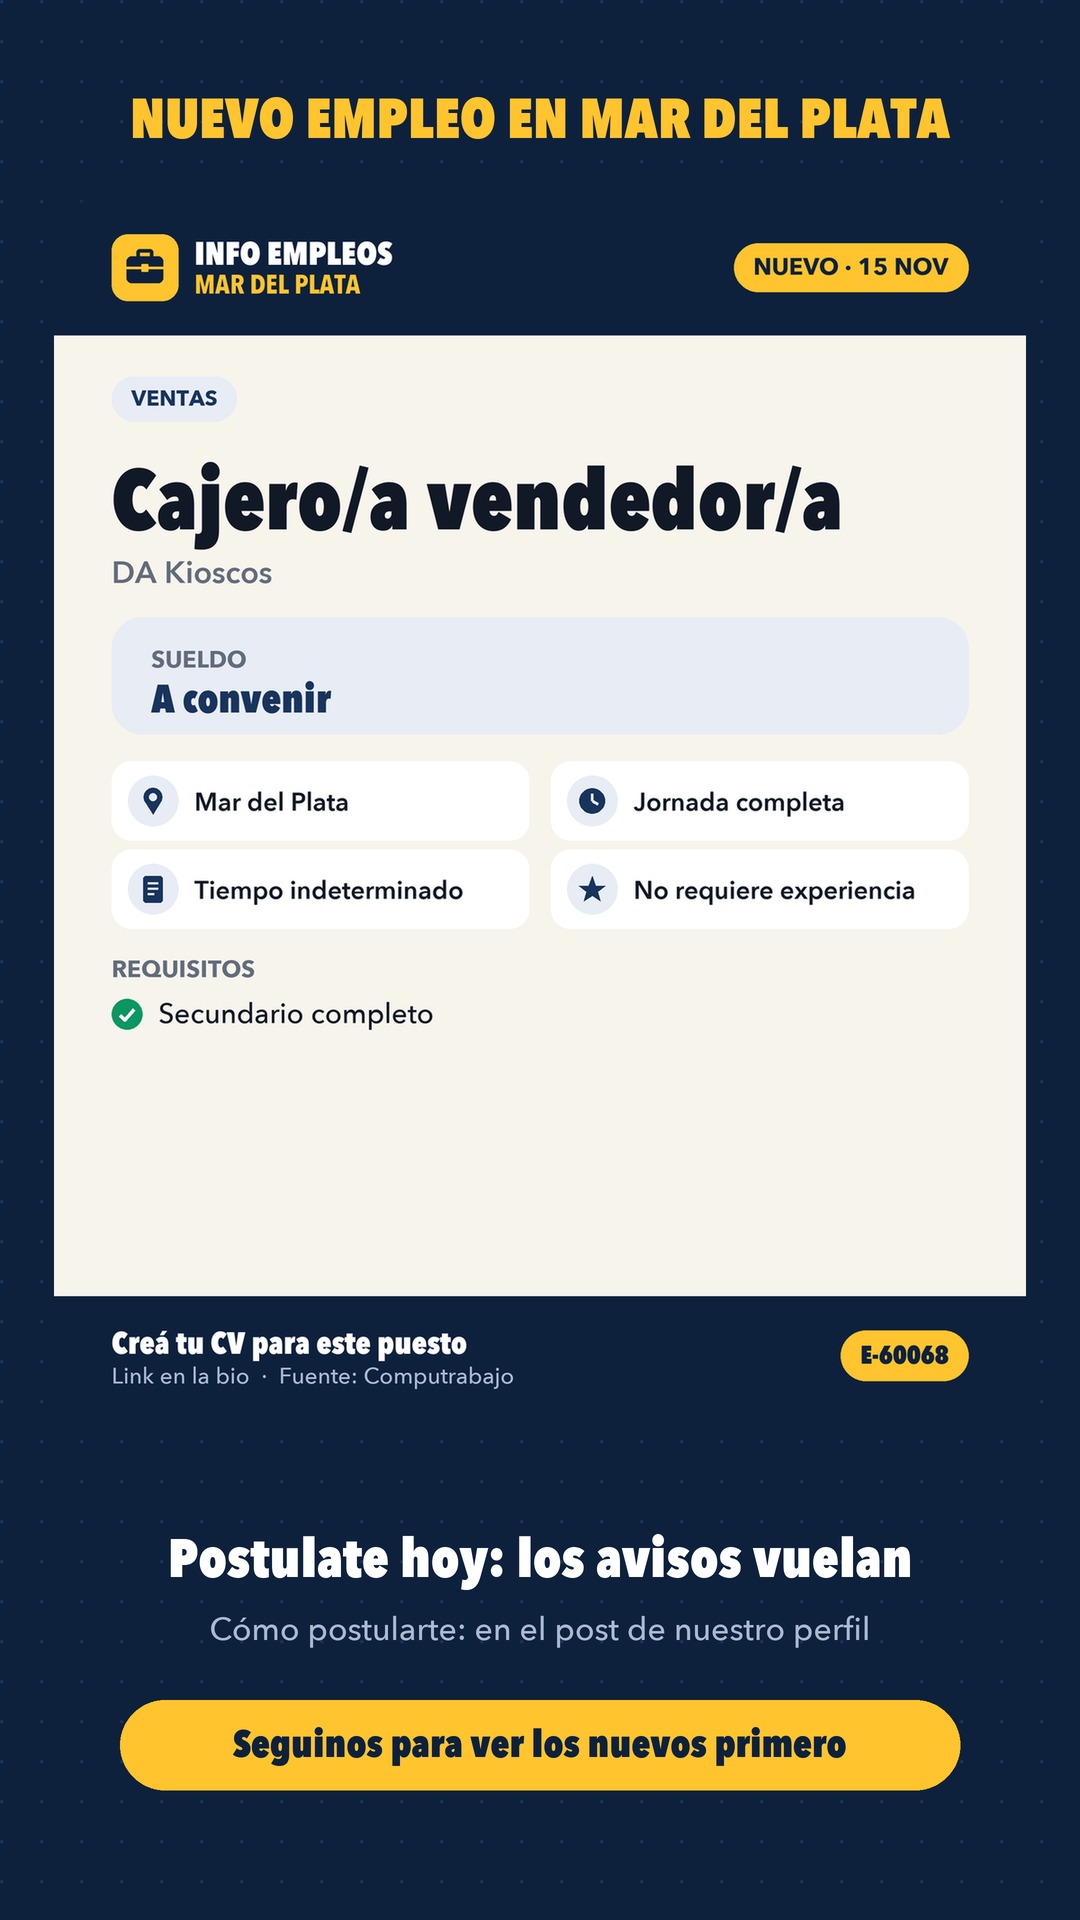 NUEVO EMPLEO EN MAR DEL PLATA
INFO EMPLEOS
MAR DEL PLATA
NUEVO · 15 NOV
VENTAS
Cajero/a vendedor/a
DA Kioscos
SUELDO
A convenir
Mar del Plata
Jornada completa
Tiempo indeterminado
No requiere experiencia
REQUISITOS
Secundario completo
Creá tu CV para este puesto
Link en la bio · Fuente: Computrabajo
E-60068
Postulate hoy: los avisos vuelan
Cómo postularte: en el post de nuestro perfil
Seguinos para ver los nuevos primero